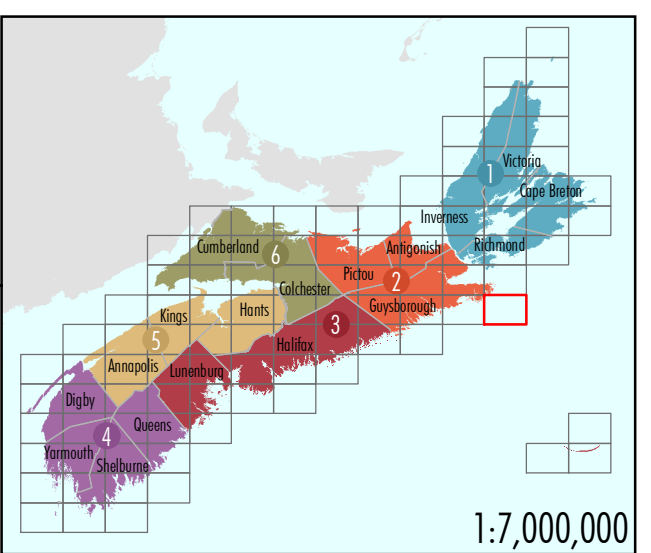 Victoria
1
Cape Breton
Inverness
Richmond
Cumberland
6
Antigonish
Pictou
2
Colchester
Guysborough
Kings
Hants
3
5
Halifax
Annapolis
Lunenburg
Digby
Queens
4
Yarmouth
Shelburne
1:7,000,000